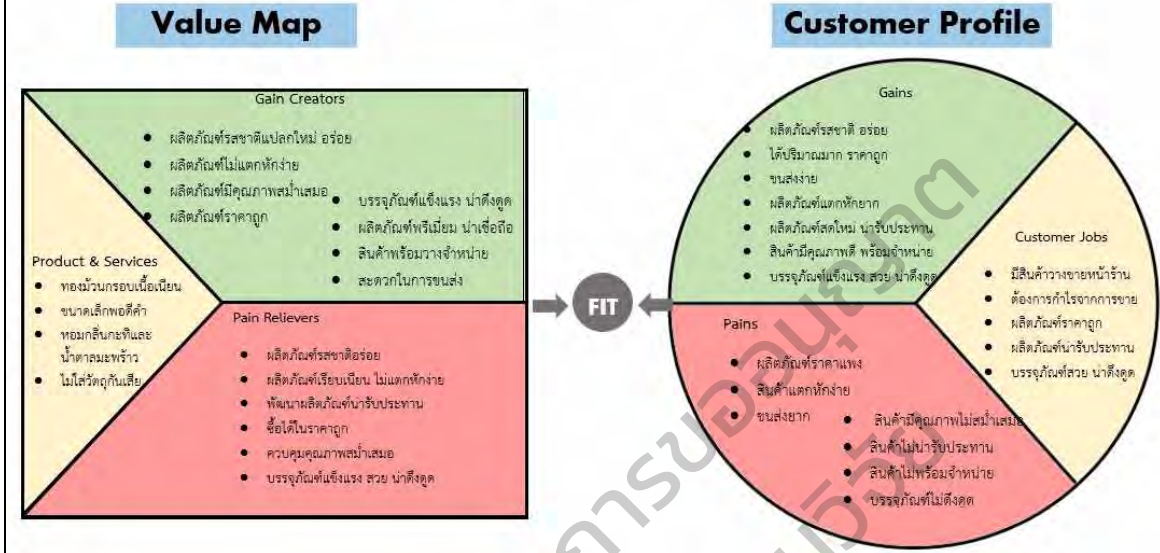 Value Map
Customer Profile
Gain Creators
● ผลิตภัณฑ์รสชาติแปลกใหม่ อร่อย
● ผลิตภัณฑ์ไม่แตกหักง่าย
● ผลิตภัณฑ์มีคุณภาพสม่ำเสมอ
● ผลิตภัณฑ์ราคาถูก
● บรรจุภัณฑ์แข็งแรง น่าดึงดูด
● ผลิตภัณฑ์พรีเมี่ยม น่าเชื่อถือ
● สินค้าพร้อมวางจำหน่าย
● สะดวกในการขนส่ง
Product & Services
● ทองม้วนกรอบเนื้อเนียน
● ขนาดเล็กพอดีคำ
● หอมกลิ่นกะทิและ
น้ำตาลมะพร้าว
● ไม่ใส่วัตถุกันเสีย
Pain Relievers
● ผลิตภัณฑ์รสชาติอร่อย
● ผลิตภัณฑ์เรียบเนียน ไม่แตกหักง่าย
● พัฒนาผลิตภัณฑ์น่ารับประทาน
● ซื้อได้ในราคาถูก
● ควบคุมคุณภาพสม่ำเสมอ
● บรรจุภัณฑ์แข็งแรง สวย น่าดึงดูด
FIT
Gains
● ผลิตภัณฑ์รสชาติ อร่อย
● ได้ปริมาณมาก ราคาถูก
● ขนส่งง่าย
● ผลิตภัณฑ์แตกหักยาก
● ผลิตภัณฑ์สดใหม่ น่ารับประทาน
● สินค้ามีคุณภาพดี พร้อมจำหน่าย
● บรรจุภัณฑ์แข็งแรง สวย น่าดึงดูด
Customer Jobs
● มีสินค้าวางขายหน้าร้าน
● ต้องการกำไรจากการขาย
● ผลิตภัณฑ์ราคาถูก
● ผลิตภัณฑ์น่ารับประทาน
● บรรจุภัณฑ์สวย น่าดึงดูด
Pains
● ผลิตภัณฑ์ราคาแพง
● สินค้าแตกหักง่าย
● ขนส่งยาก
● สินค้ามีคุณภาพไม่สม่ำเสมอ
● สินค้าไม่น่ารับประทาน
● สินค้าไม่พร้อมจำหน่าย
● บรรจุภัณฑ์ไม่ดึงดูด